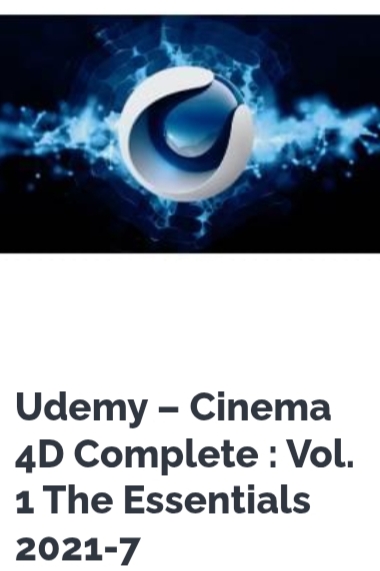 Udemy – Cinema
4D Complete : Vol.
1 The Essentials
2021-7